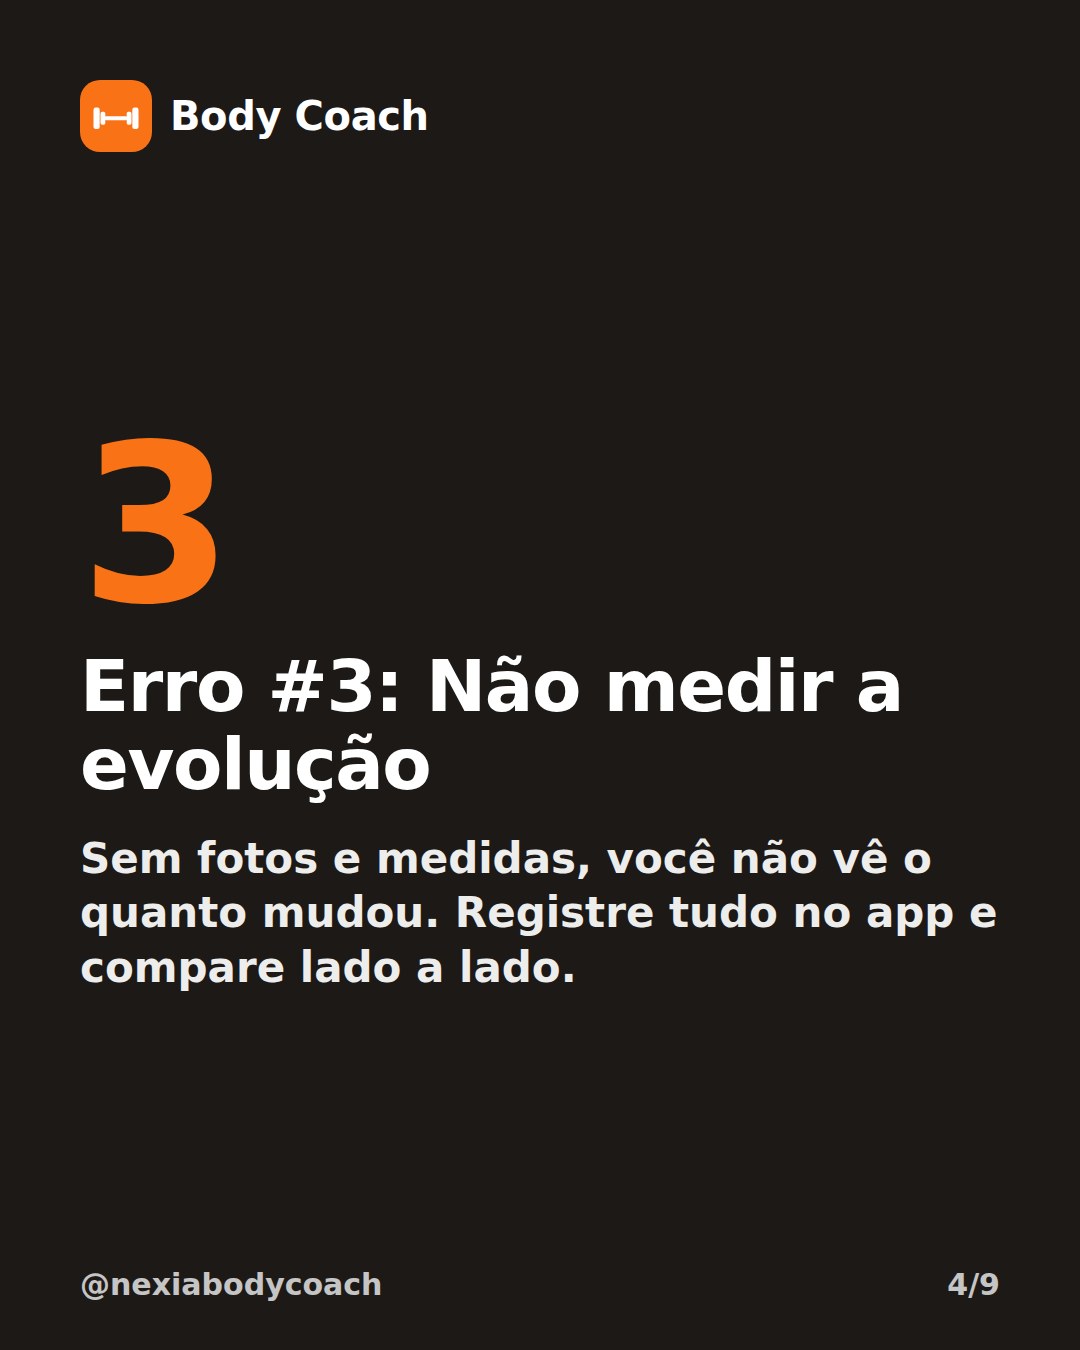 Body Coach
3
Erro #3: Não medir a
evolução
Sem fotos e medidas, você não vê o
quanto mudou. Registre tudo no app e
compare lado a lado.
@nexiabodycoach
4/9